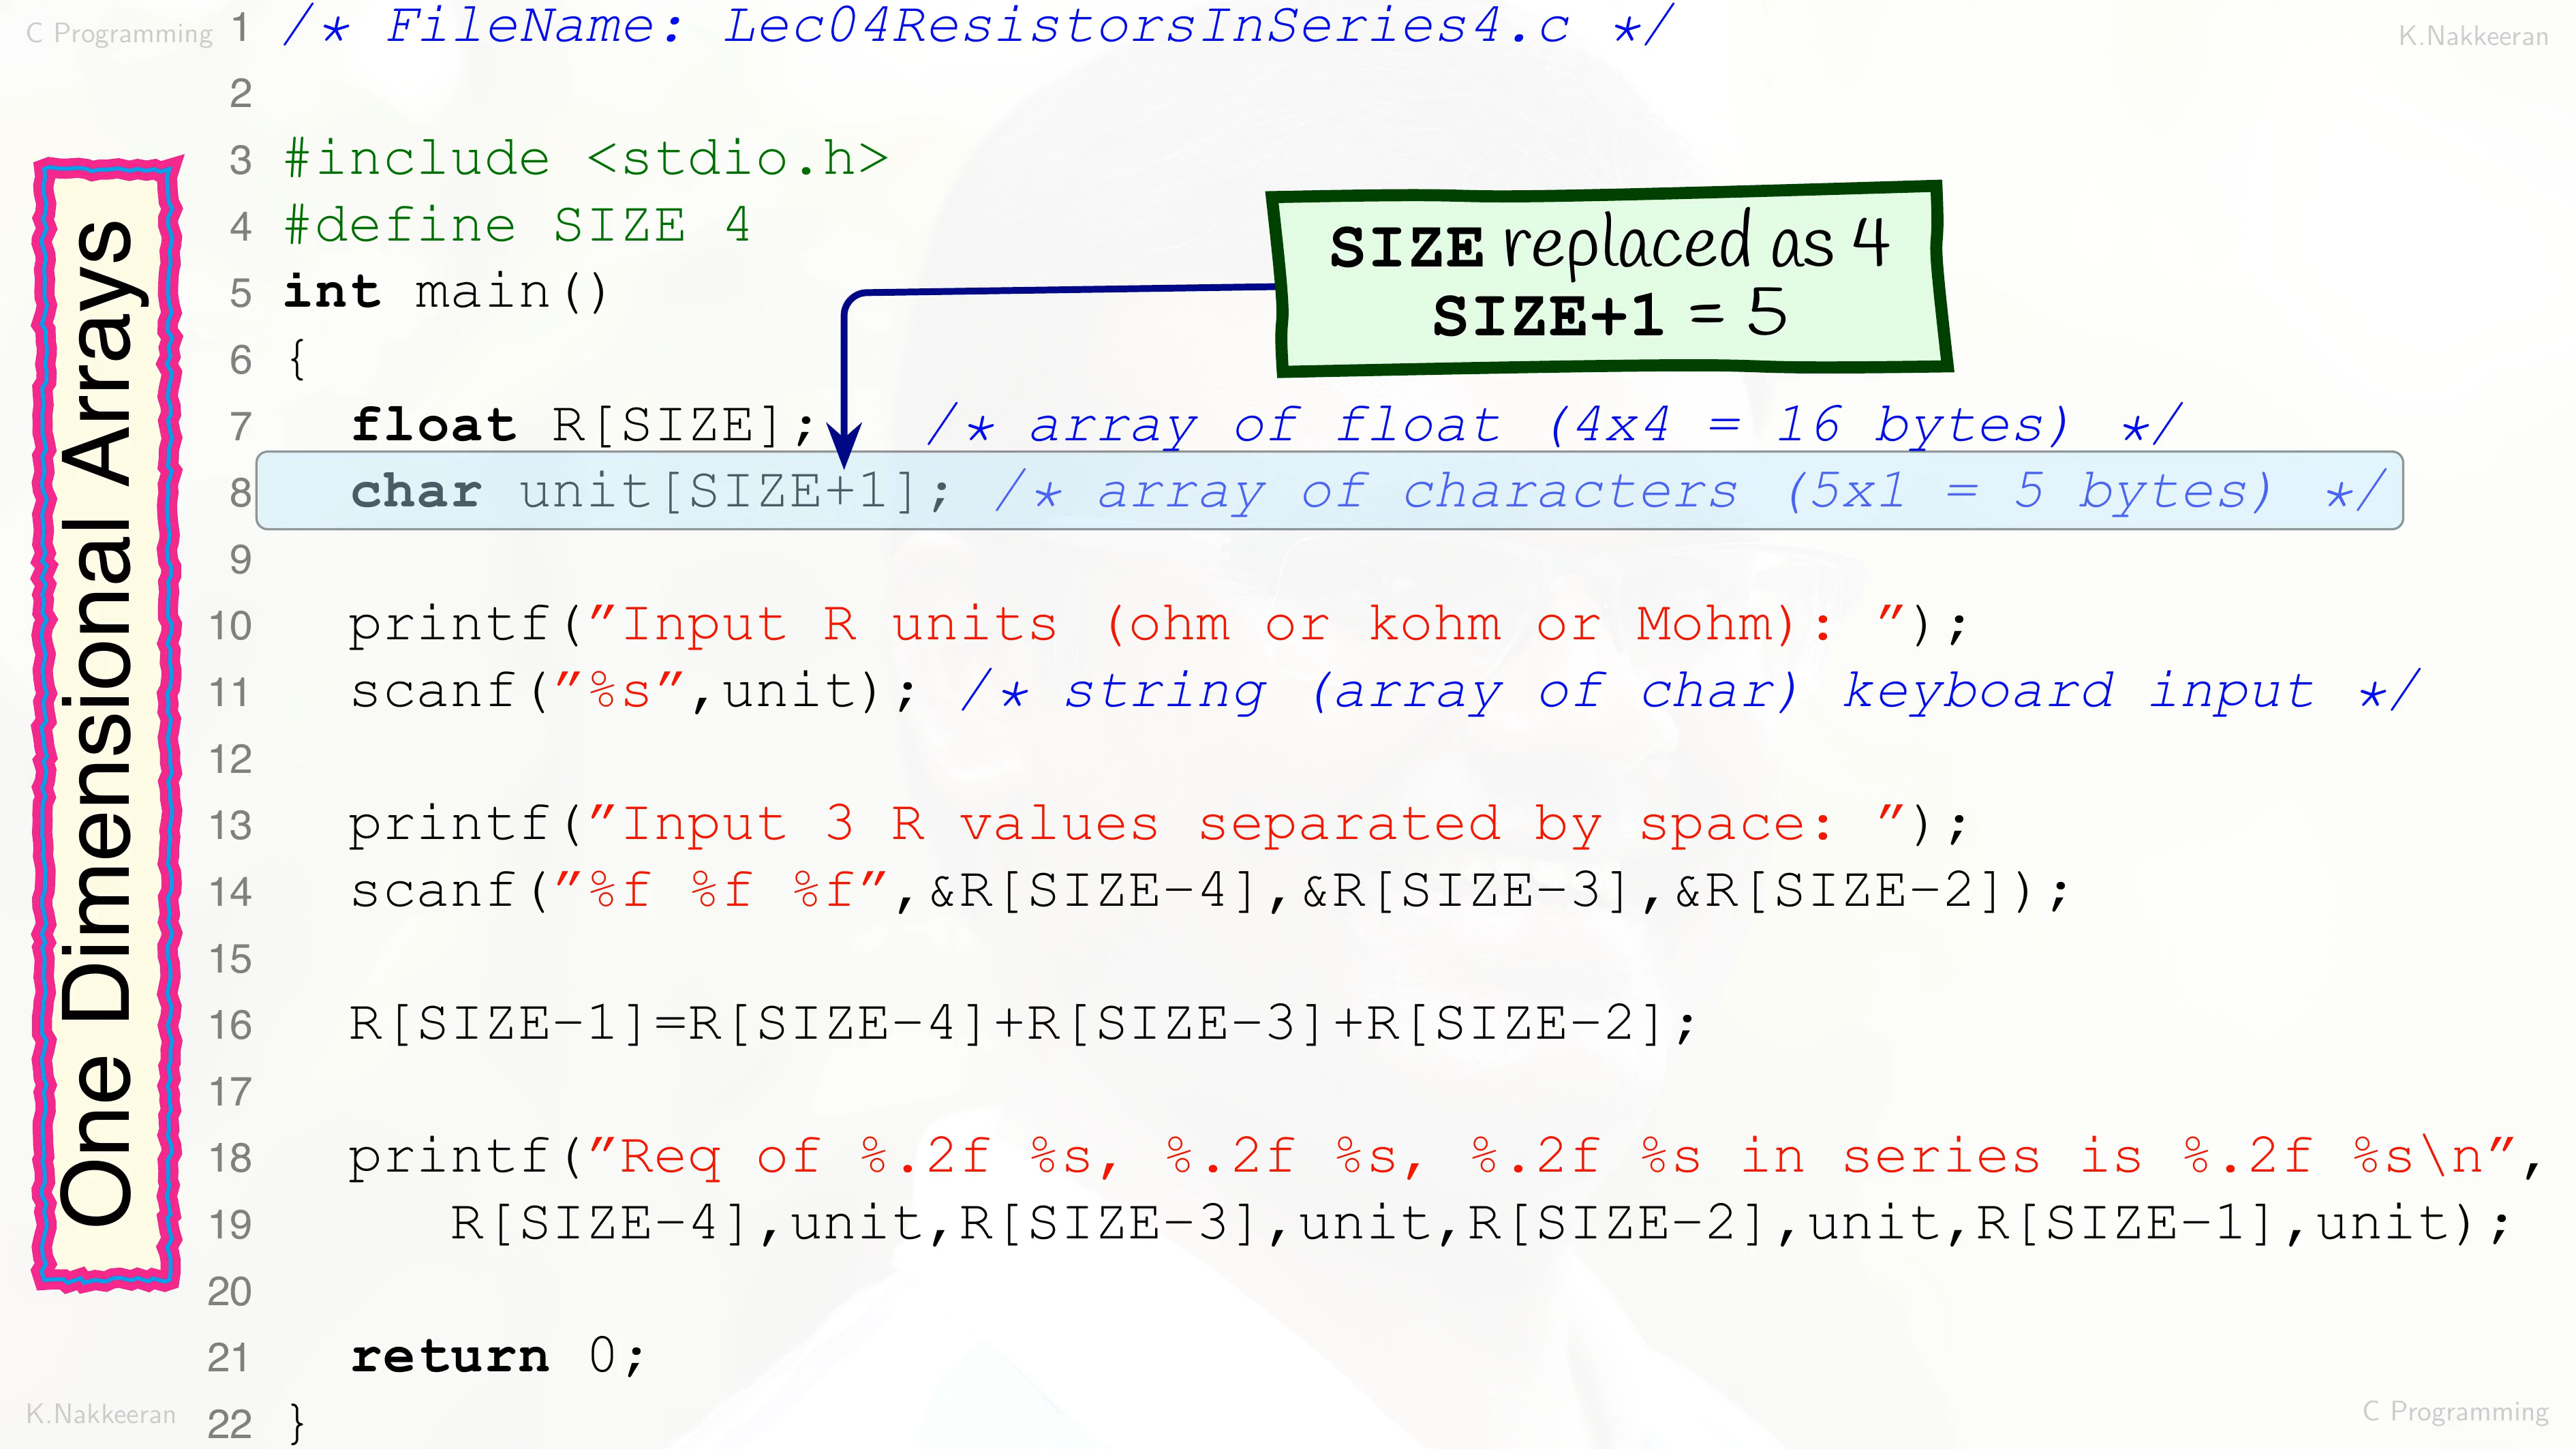 C Programming
K.Nakkeeran
One Dimensional Arrays
1 /* FileName: Lec04ResistorsInSeries4.c */
2
3 #include <stdio.h>
4 #define SIZE 4
5 int main()
6 {
SIZE replaced as 4
SIZE+1 = 5
7 float R[SIZE]; /* array of float (4x4 = 16 bytes) */
8 char unit[SIZE+1]; /* array of characters (5x1 = 5 bytes) */
9
10 printf("Input R units (ohm or kohm or Mohm): ");
11 scanf("%s",unit); /* string (array of char) keyboard input */
12
13 printf("Input 3 R values separated by space: ");
14 scanf("%f %f %f",&R[SIZE-4],&R[SIZE-3],&R[SIZE-2]);
15
16 R[SIZE-1]=R[SIZE-4]+R[SIZE-3]+R[SIZE-2];
17
18 printf("Req of %.2f %s, %.2f %s, %.2f %s in series is %.2f %s\n",
19 R[SIZE-4],unit,R[SIZE-3],unit,R[SIZE-2],unit,R[SIZE-1],unit);
20
21 return 0;
22 }
K.Nakkeeran
C Programming